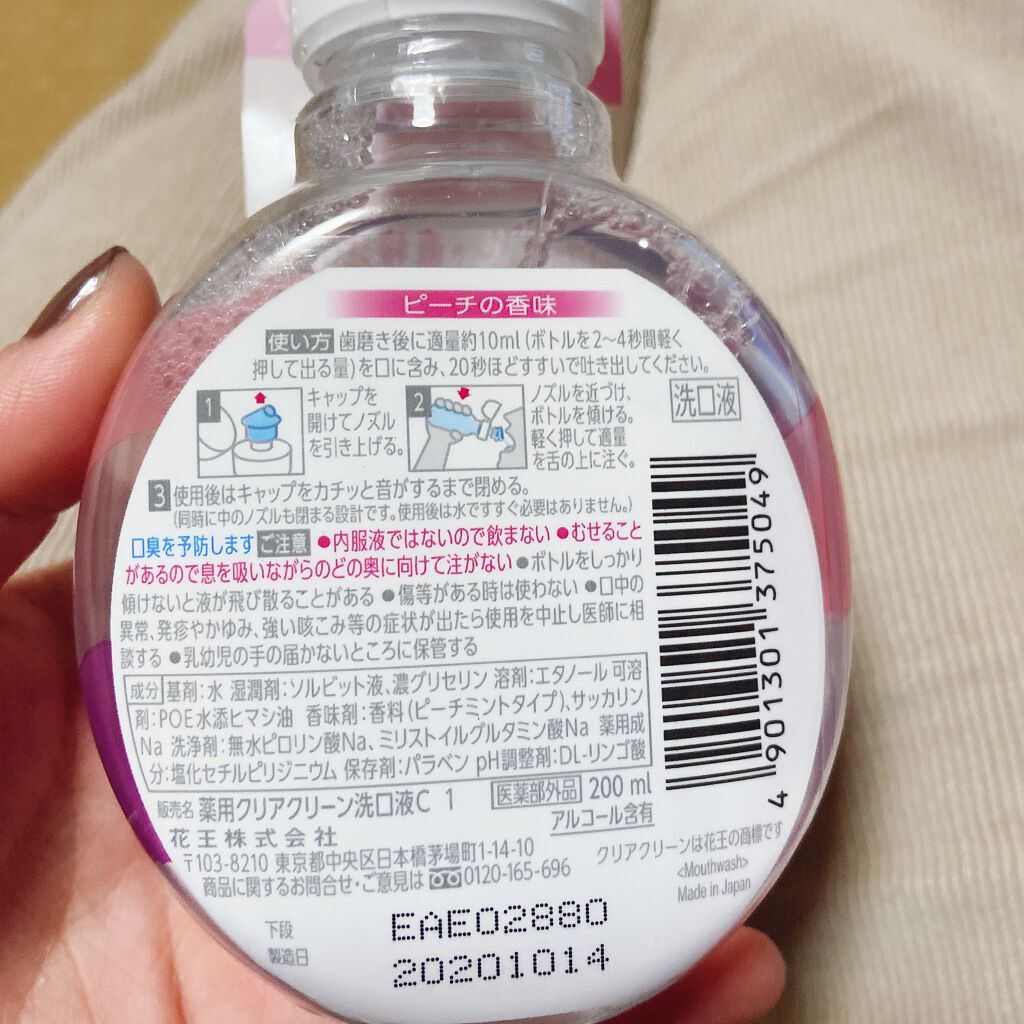 ピーチの香味
使い方 歯磨き後に適量約10ml(ボトルを2〜4秒間軽く
押して出る量)を口に含み、20秒ほどすすいで吐き出してください。
1 キャップを
開けてノズル
を引き上げる。
2 ノズルを近づけ、
ボトルを傾ける。
軽く押して適量
を舌の上に注ぐ。
洗口液
3 使用後はキャップをカチッと音がするまで閉める。
(同時に中のノズルも閉まる設計です。使用後は水ですすぐ必要はありません。)
口臭を予防します ご注意 ●内服液ではないので飲まない ●むせること
があるので息を吸いながらのどの奥に向けて注がない ●ボトルをしっかり
傾けないと液が飛び散ることがある ●傷等がある時は使わない ●口中の
異常、発疹やかゆみ、強い咳こみ等の症状が出たら使用を中止し医師に相
談する ●乳幼児の手の届かないところに保管する
成分 基剤:水 湿潤剤:ソルビット液、濃グリセリン 溶剤:エタノール 可溶
剤:POE水添ヒマシ油 香味剤:香料(ピーチミントタイプ)、サッカリン
Na 洗浄剤:無水ピロリン酸Na、ミリストイルグルタミン酸Na 薬用成
分:塩化セチルピリジニウム 保存剤:パラベン pH調整剤:DL-リンゴ酸
販売名 薬用クリアクリーン洗口液C 1 医薬部外品 200 ml
花王株式会社 アルコール含有
〒103-8210 東京都中央区日本橋茅場町1-14-10
商品に関するお問合せ・ご意見は 0120-165-696
クリアクリーンは花王の商標です
<Mouthwash>
Made in Japan
4 901301 375049
下段
製造日
EAE02880
20201014